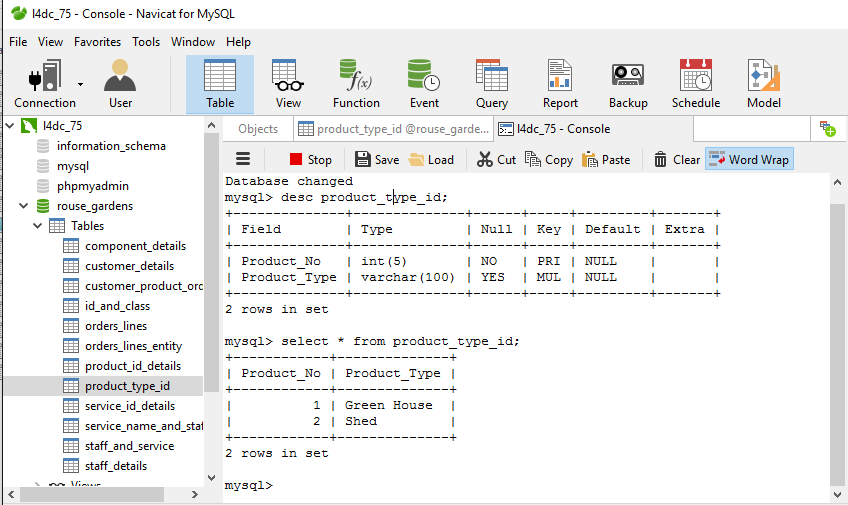 l4dc_75 - Console - Navicat for MySQL
File View Favorites Tools Window Help
Connection User Table View Function Event Query Report Backup Schedule Model
l4dc_75
information_schema
mysql
phpmyadmin
rouse_gardens
Tables
component_details
customer_details
customer_product_ord
id_and_class
orders_lines
orders_lines_entity
product_id_details
product_type_id
service_id_details
service_name_and_staf
staff_and_service
staff_details
Views
Objects product_type_id @rouse_garde... l4dc_75 - Console
Stop Save Load Cut Copy Paste Clear Word Wrap
Database changed
mysql> desc product_type_id;
+--------------+--------------+------+-----+---------+-------+
| Field        | Type         | Null | Key | Default | Extra |
+--------------+--------------+------+-----+---------+-------+
| Product_No   | int(5)       | NO   | PRI | NULL    |       |
| Product_Type | varchar(100) | YES  | MUL | NULL    |       |
+--------------+--------------+------+-----+---------+-------+
2 rows in set
mysql> select * from product_type_id;
+------------+--------------+
| Product_No | Product_Type |
+------------+--------------+
|          1 | Green House  |
|          2 | Shed         |
+------------+--------------+
2 rows in set
mysql>